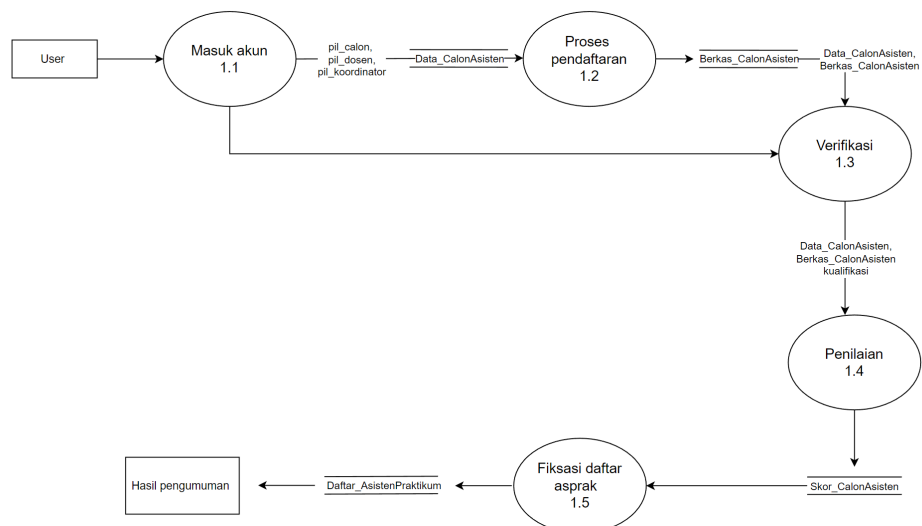 User
Masuk akun
1.1
pil_calon,
pil_dosen,
pil_koordinator
Data_CalonAsisten
Proses
pendaftaran
1.2
Berkas_CalonAsisten
Data_CalonAsisten,
Berkas_CalonAsisten
Verifikasi
1.3
Data_CalonAsisten,
Berkas_CalonAsisten
kualifikasi
Penilaian
1.4
Skor_CalonAsisten
Fiksasi daftar
asprak
1.5
Daftar_AsistenPraktikum
Hasil pengumuman